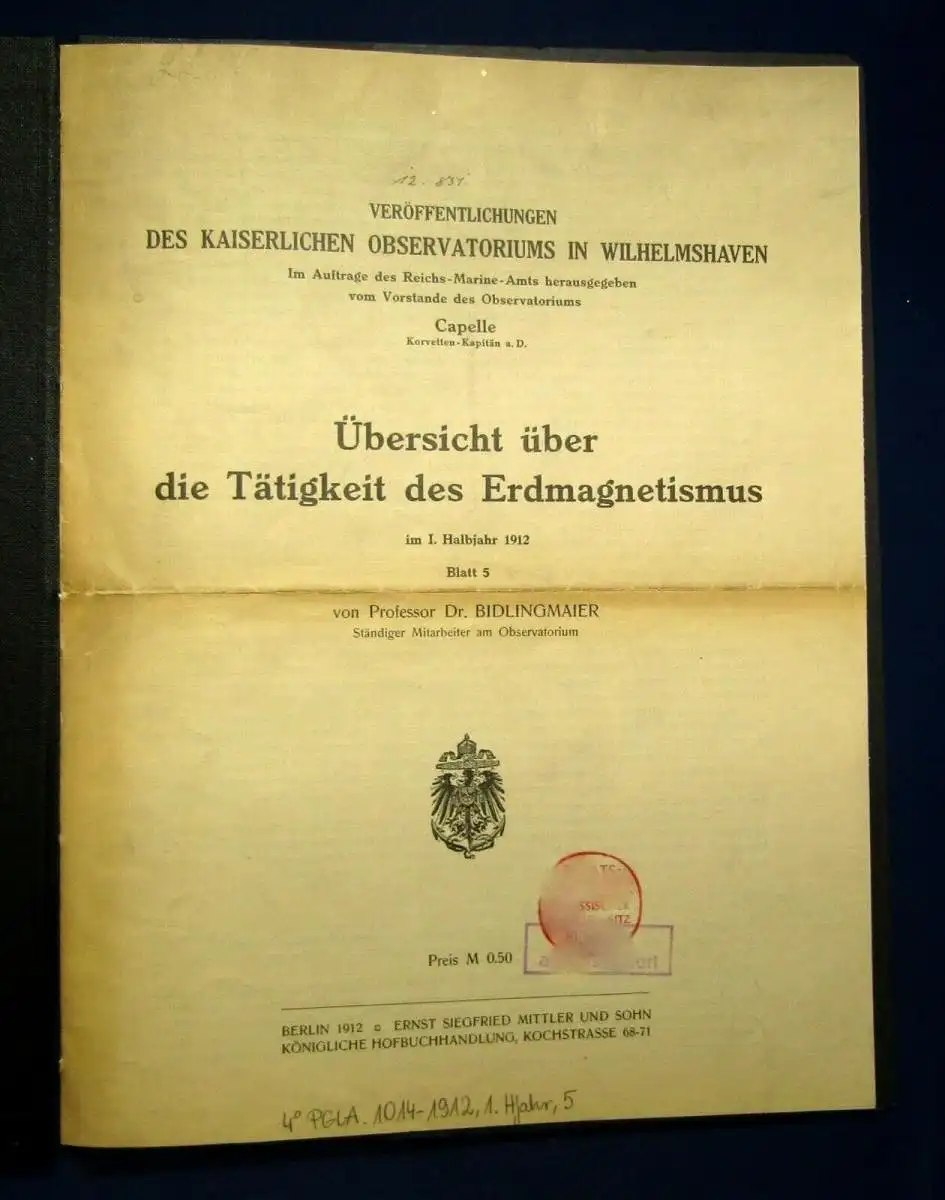 12. 831
VERÖFFENTLICHUNGEN
DES KAISERLICHEN OBSERVATORIUMS IN WILHELMSHAVEN
Im Auftrage des Reichs-Marine-Amts herausgegeben
vom Vorstande des Observatoriums
Capelle
Korvetten-Kapitän a. D.
Übersicht über
die Tätigkeit des Erdmagnetismus
im I. Halbjahr 1912
Blatt 5
von Professor Dr. BIDLINGMAIER
Ständiger Mitarbeiter am Observatorium
Preis M 0.50
BERLIN 1912 ¤ ERNST SIEGFRIED MITTLER UND SOHN
KÖNIGLICHE HOFBUCHHANDLUNG, KOCHSTRASSE 68-71
4° PGLA. 1014-1912, 1. Hjahr, 5